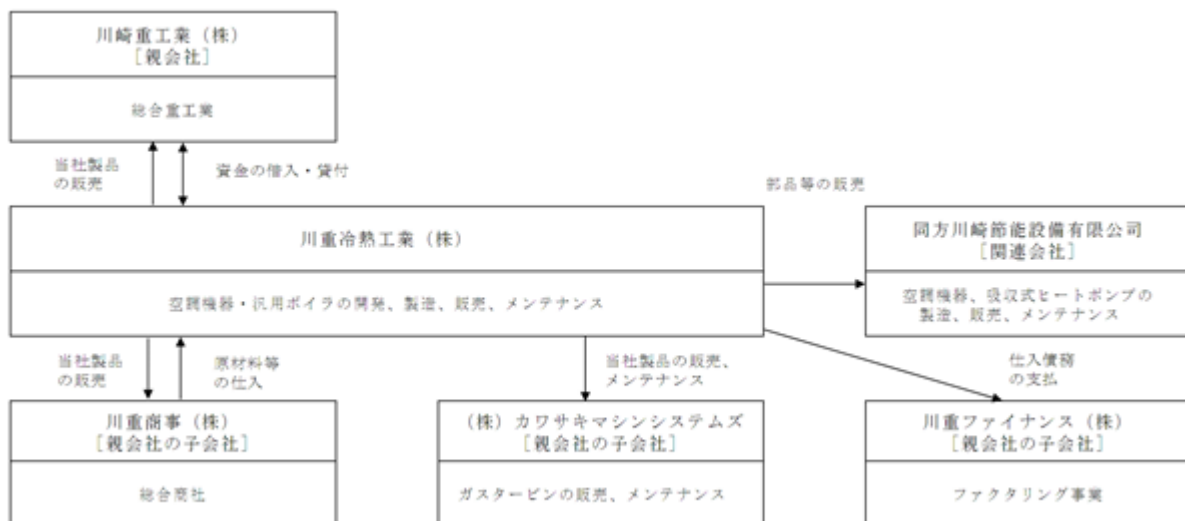 川崎重工業（株）
［親会社］
総合重工業
当社製品
の販売
資金の借入・貸付
部品等の販売
川重冷熱工業（株）
空調機器・汎用ボイラの開発、製造、販売、メンテナンス
同方川崎節能設備有限公司
［関連会社］
空調機器、吸収式ヒートポンプの
製造、販売、メンテナンス
当社製品
の販売
原材料等
の仕入
当社製品の販売、
メンテナンス
仕入債務
の支払
川重商事（株）
［親会社の子会社］
総合商社
（株）カワサキマシンシステムズ
［親会社の子会社］
ガスタービンの販売、メンテナンス
川重ファイナンス（株）
［親会社の子会社］
ファクタリング事業